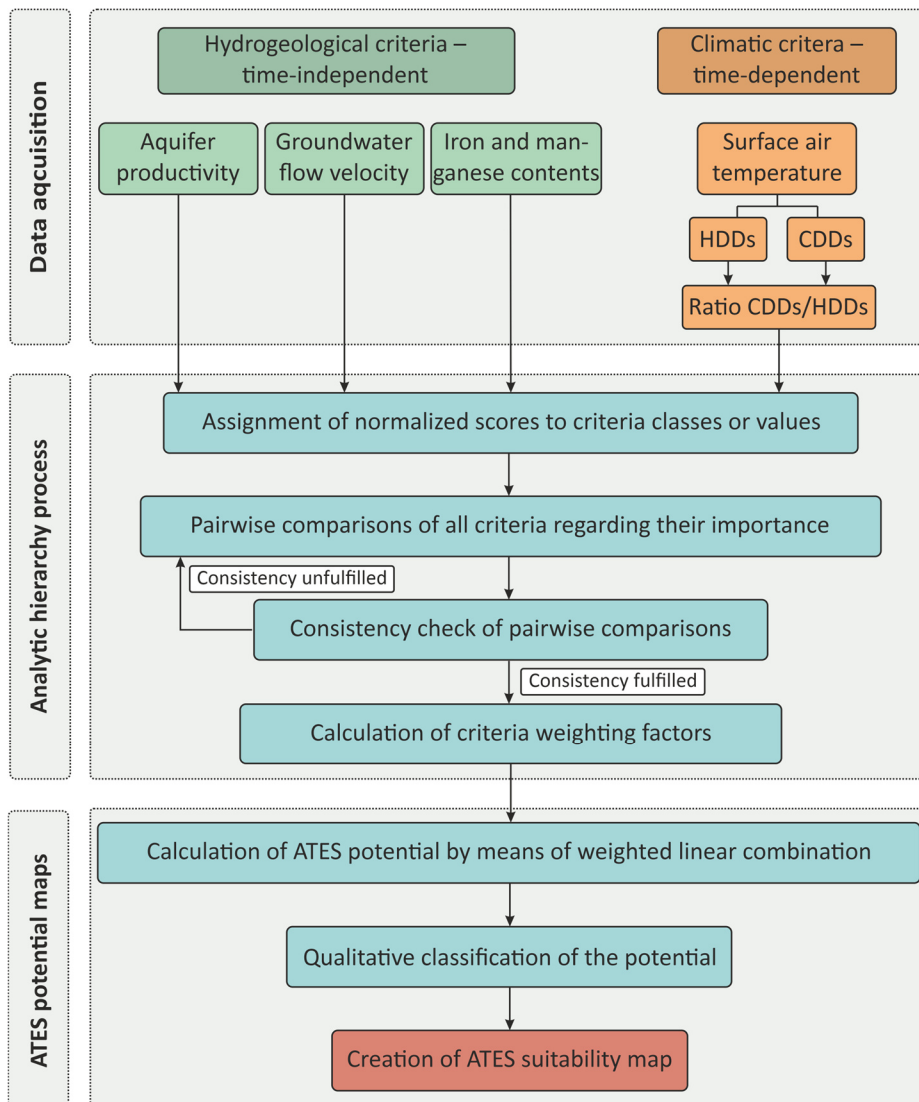 Data aqcuisition
Hydrogeological criteria –
time-independent
Climatic critera –
time-dependent
Aquifer
productivity
Groundwater
flow velocity
Iron and man-
ganese contents
Surface air
temperature
HDDs
CDDs
Ratio CDDs/HDDs
Analytic hierarchy process
Assignment of normalized scores to criteria classes or values
Pairwise comparisons of all criteria regarding their importance
Consistency unfulfilled
Consistency check of pairwise comparisons
Consistency fulfilled
Calculation of criteria weighting factors
ATES potential maps
Calculation of ATES potential by means of weighted linear combination
Qualitative classification of the potential
Creation of ATES suitability map